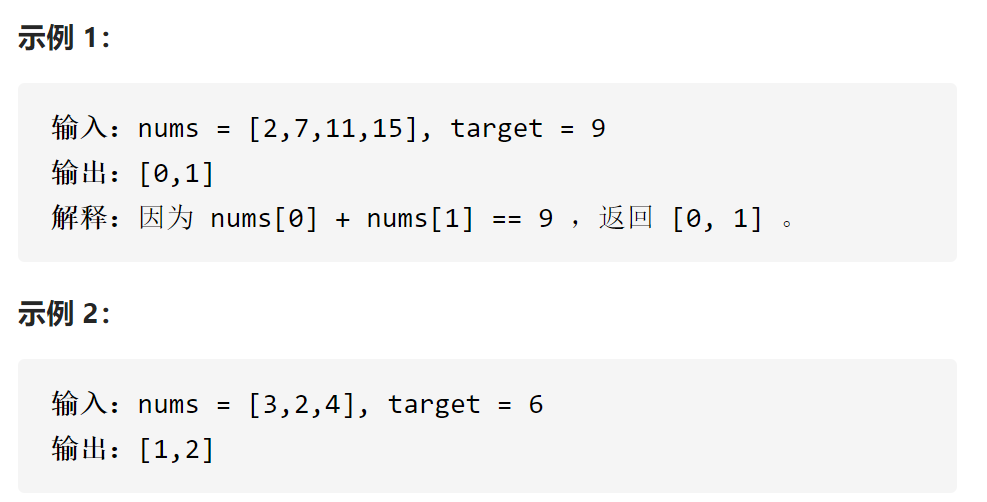 示例 1：
输入：nums = [2,7,11,15], target = 9
输出：[0,1]
解释：因为 nums[0] + nums[1] == 9 ，返回 [0, 1] 。
示例 2：
输入：nums = [3,2,4], target = 6
输出：[1,2]